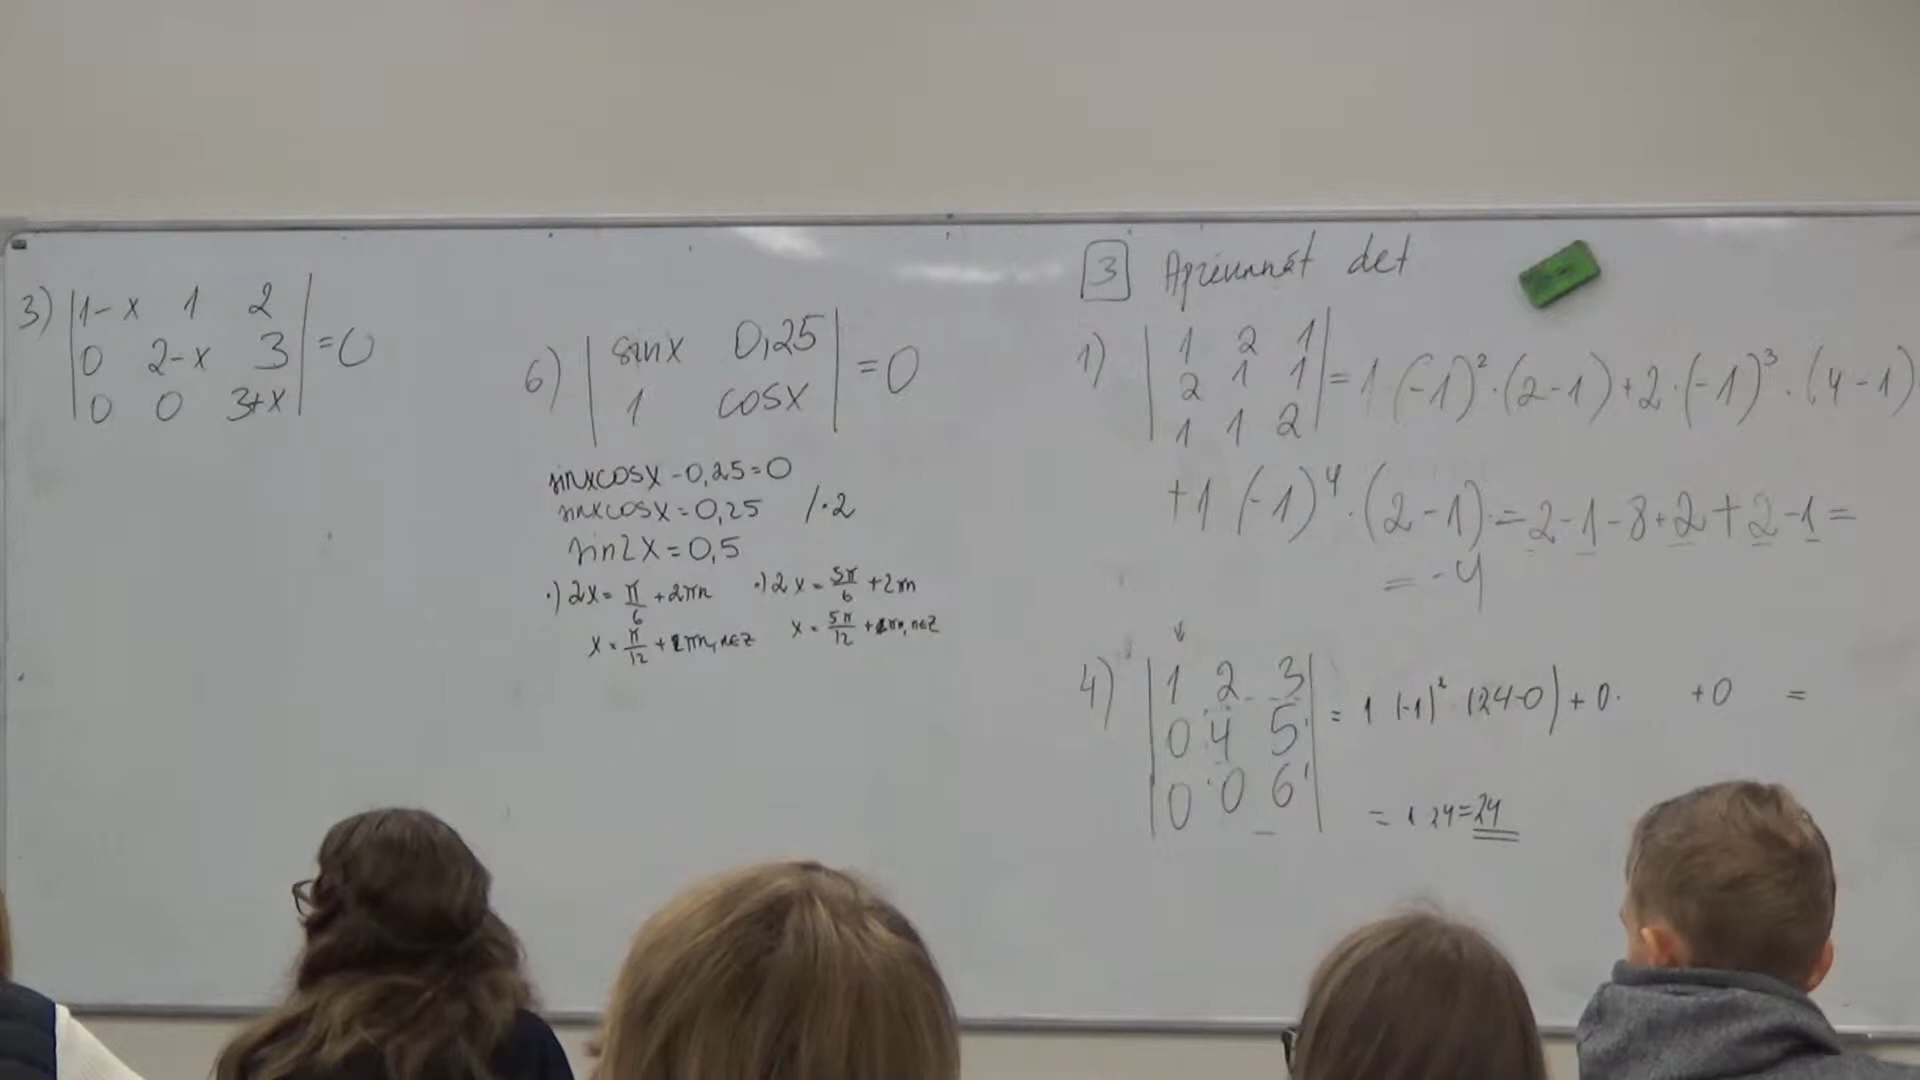 3) |1-x 1 2|
|0 2-x 3| =0
|0 0 3+x|
6) |sinx 0,25|
|1 cosx| =0
sinxcosx-0,25=0
sinxcosx=0,25 /·2
sin2x=0,5
·) 2x= π/6 +2πn ·) 2x= 5π/6 +2πn
x= π/12 + πn, n∈Z x= 5π/12 + πn, n∈Z
3 Aprēķināt det
1) |1 2 1|
|2 1 1| =1·(-1)²·(2-1)+2·(-1)³·(4-1)
|1 1 2|
+1(-1)⁴·(2-1)·=2-1-8+2+2-1=
=-4
4) |1 2 3|
|0 4 5| = 1 (-1)² (24-0)+0· +0 =
|0 0 6|
= 1 24=24